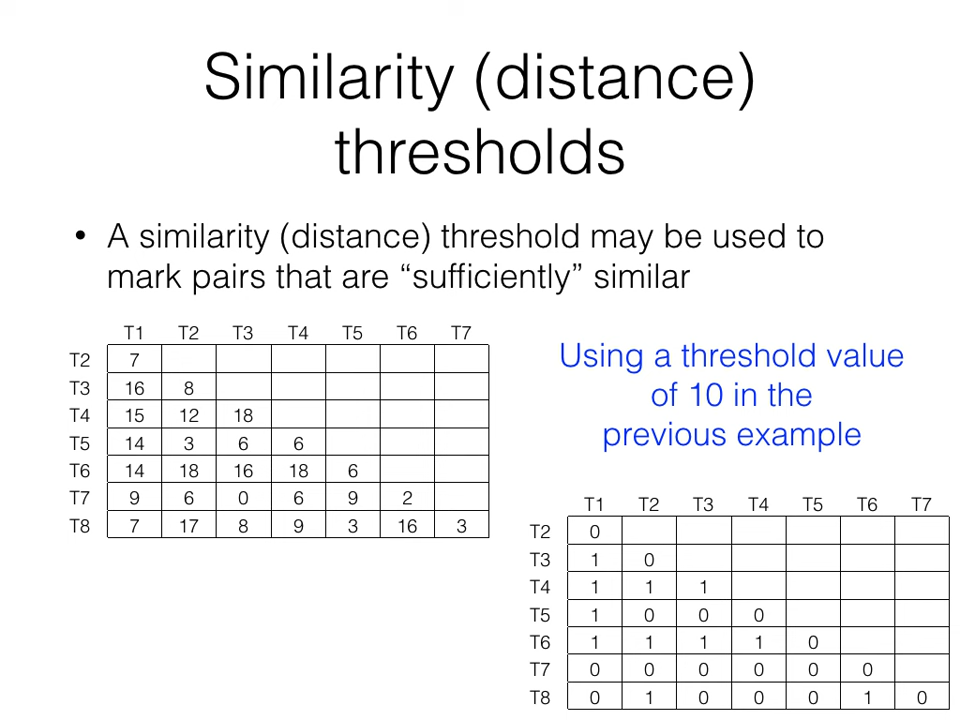 Similarity (distance)
thresholds
• A similarity (distance) threshold may be used to
mark pairs that are “sufficiently” similar
T1 T2 T3 T4 T5 T6 T7
T2 7
T3 16 8
T4 15 12 18
T5 14 3 6 6
T6 14 18 16 18 6
T7 9 6 0 6 9 2
T8 7 17 8 9 3 16 3
Using a threshold value
of 10 in the
previous example
T1 T2 T3 T4 T5 T6 T7
T2 0
T3 1 0
T4 1 1 1
T5 1 0 0 0
T6 1 1 1 1 0
T7 0 0 0 0 0 0
T8 0 1 0 0 0 1 0